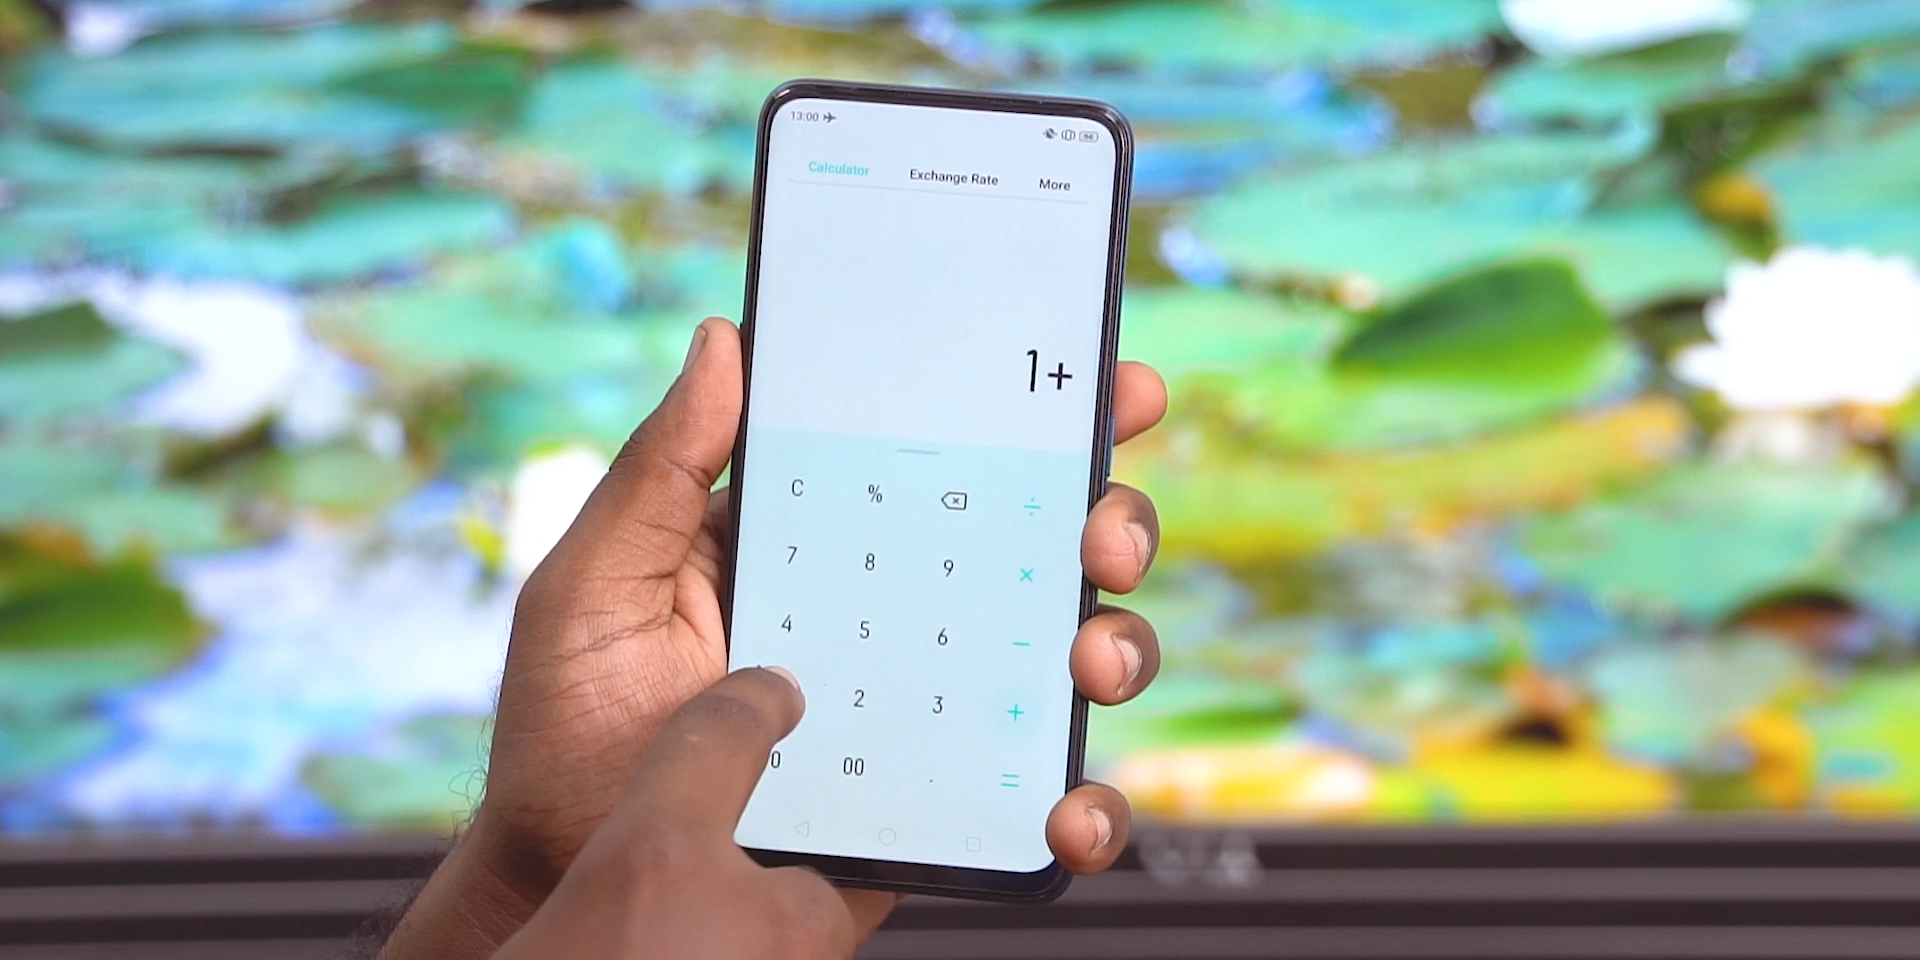 13:00
Calculator Exchange Rate More
1+
C %  ÷
7 8 9 ×
4 5 6 −
2 3 +
0 00 . =